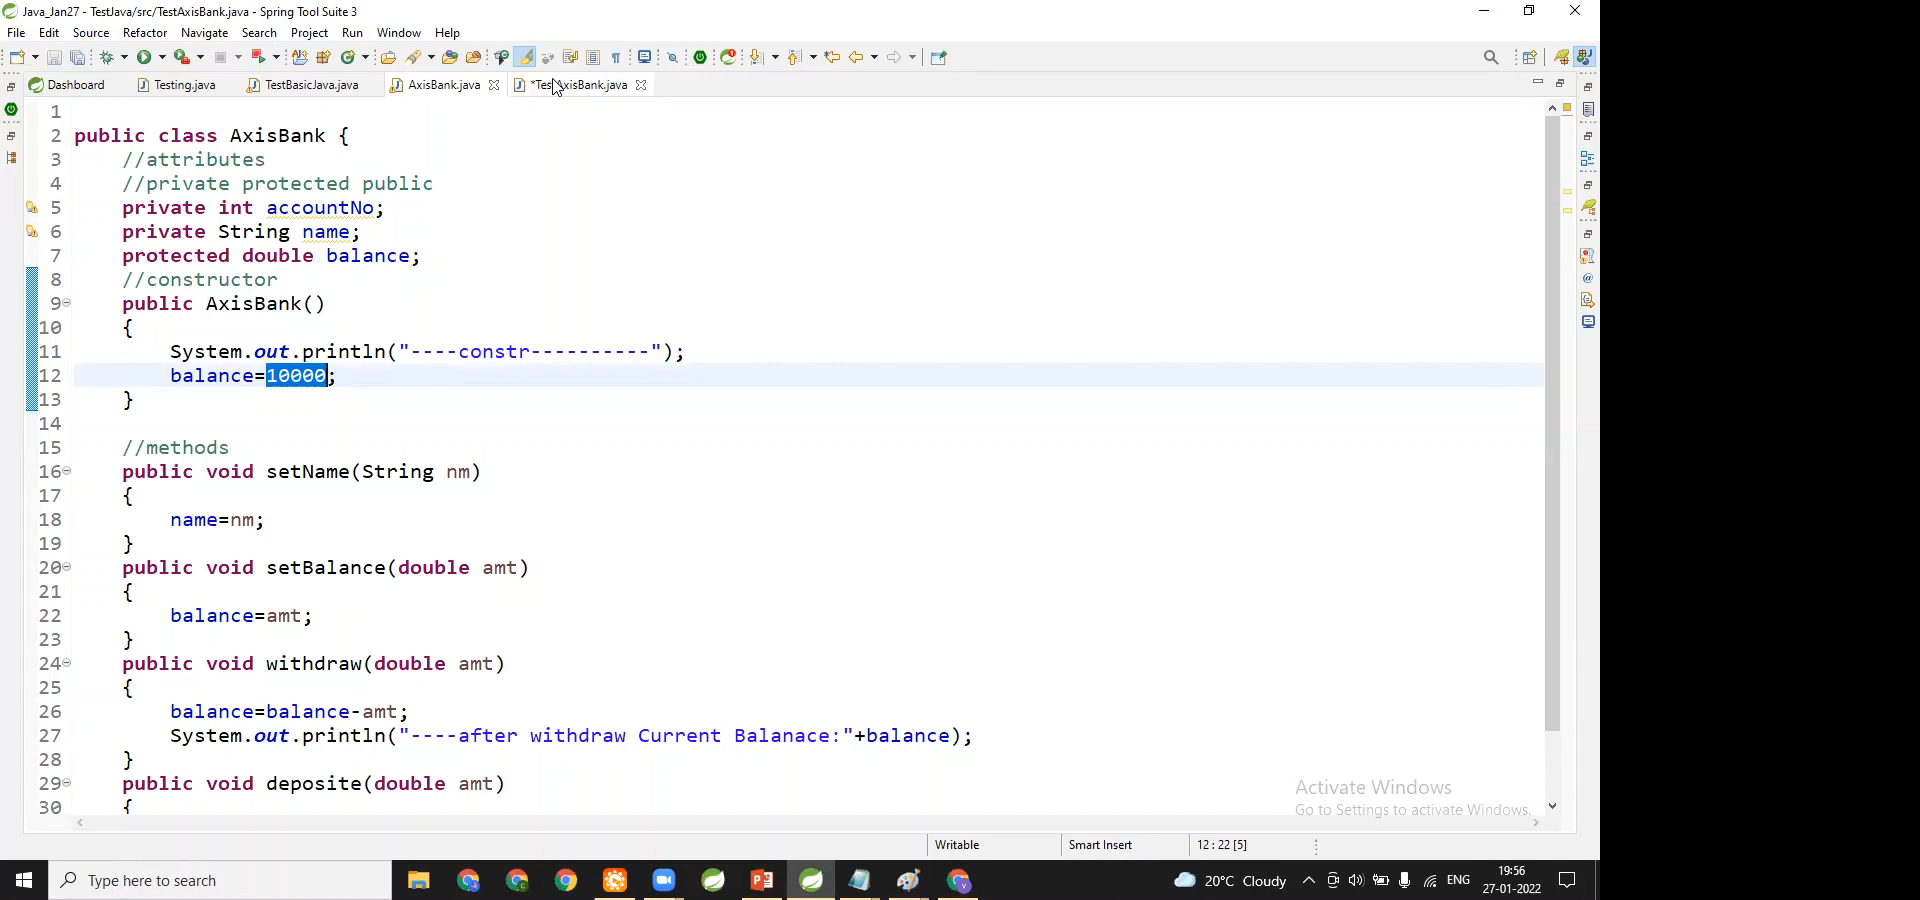 Java_Jan27 - TestJava/src/TestAxisBank.java - Spring Tool Suite 3
File Edit Source Refactor Navigate Search Project Run Window Help
Dashboard Testing.java TestBasicJava.java AxisBank.java *TestAxisBank.java
1
2 public class AxisBank {
3 //attributes
4 //private protected public
5 private int accountNo;
6 private String name;
7 protected double balance;
8 //constructor
9 public AxisBank()
10 {
11 System.out.println("----constr----------");
12 balance=10000;
13 }
14
15 //methods
16 public void setName(String nm)
17 {
18 name=nm;
19 }
20 public void setBalance(double amt)
21 {
22 balance=amt;
23 }
24 public void withdraw(double amt)
25 {
26 balance=balance-amt;
27 System.out.println("----after withdraw Current Balanace:"+balance);
28 }
29 public void deposite(double amt)
30 {
Activate Windows
Go to Settings to activate Windows.
Writable Smart Insert 12 : 22 [5]
Type here to search 20°C Cloudy ENG 19:56
27-01-2022